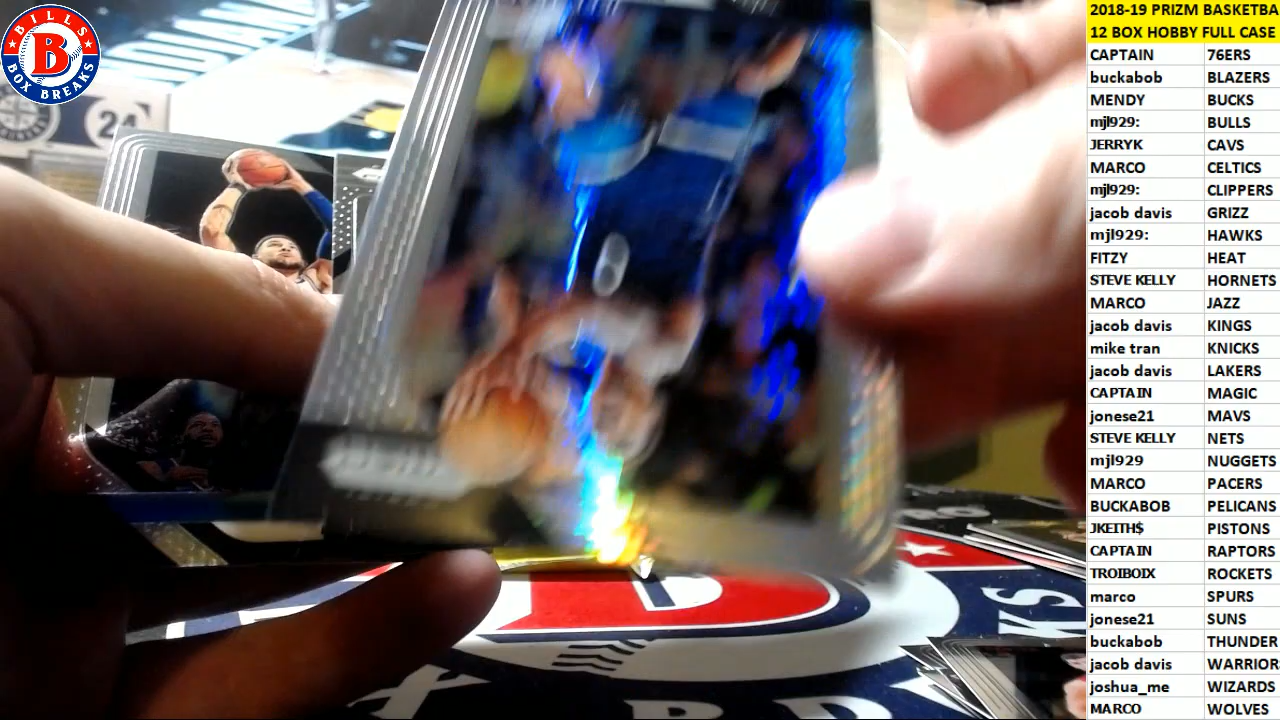 BILLS
B
BOX BREAKS
24
2018-19 PRIZM BASKETBA
12 BOX HOBBY FULL CASE
CAPTAIN 76ERS
buckabob BLAZERS
MENDY BUCKS
mjl929: BULLS
JERRYK CAVS
MARCO CELTICS
mjl929: CLIPPERS
jacob davis GRIZZ
mjl929: HAWKS
FITZY HEAT
STEVE KELLY HORNETS
MARCO JAZZ
jacob davis KINGS
mike tran KNICKS
jacob davis LAKERS
CAPTAIN MAGIC
jonese21 MAVS
STEVE KELLY NETS
mjl929 NUGGETS
MARCO PACERS
BUCKABOB PELICANS
JKEITH$ PISTONS
CAPTAIN RAPTORS
TROIBOIX ROCKETS
marco SPURS
jonese21 SUNS
buckabob THUNDER
jacob davis WARRIOR
joshua_me WIZARDS
MARCO WOLVES